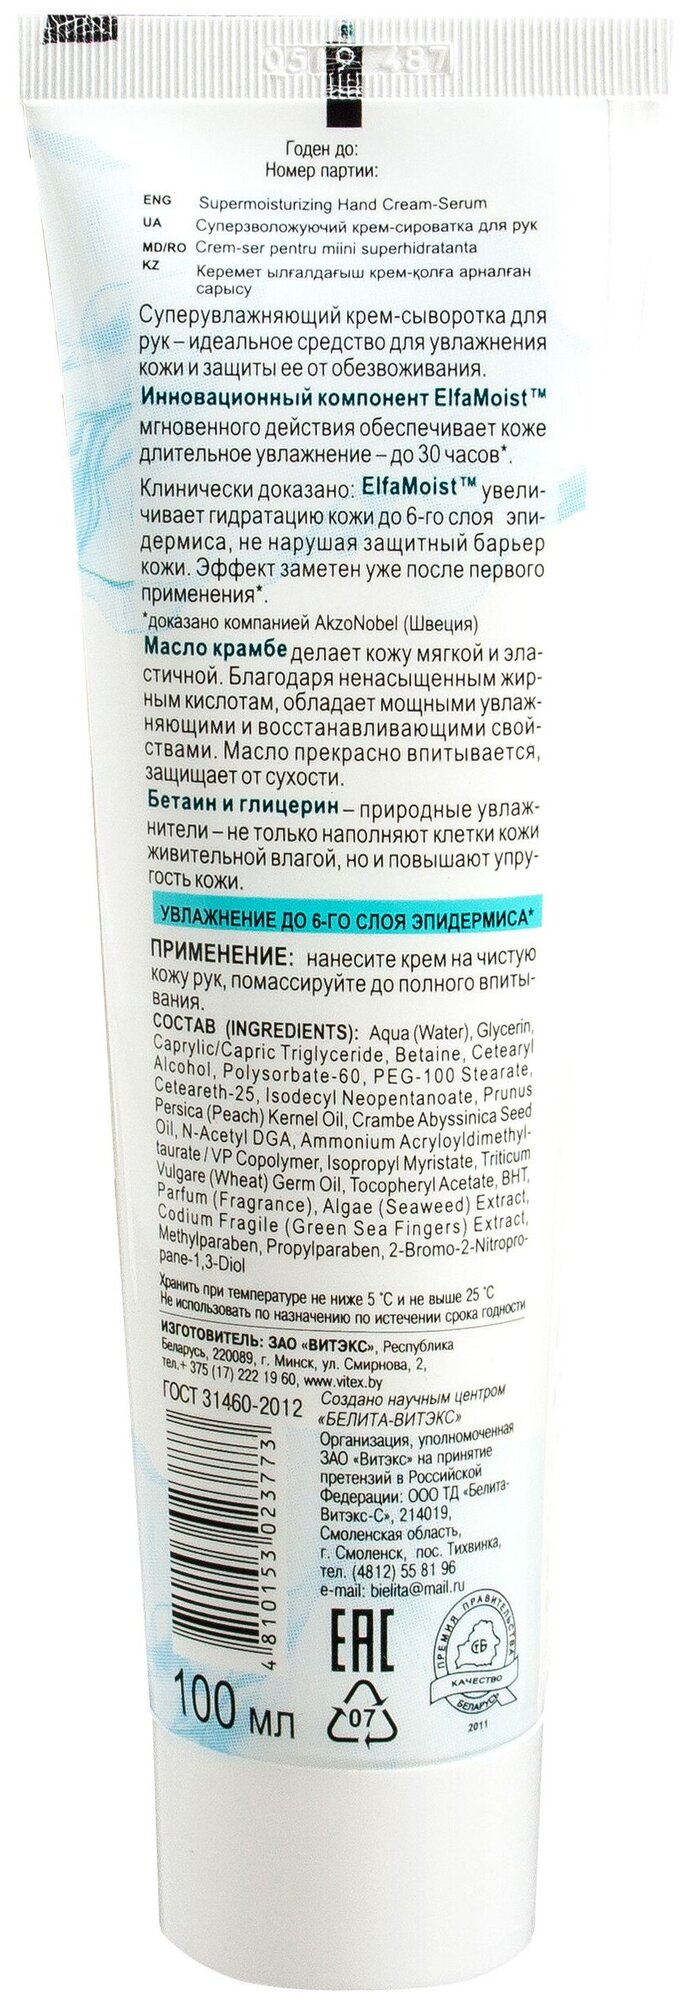 Годен до:
Номер партии:
ENG Supermoisturizing Hand Cream-Serum
UA Суперзволожуючий крем-сироватка для рук
MD/RO Crem-ser pentru miini superhidratanta
KZ Керемет ылғалдағыш крем-қолға арналған
сарысу
Суперувлажняющий крем-сыворотка для
рук – идеальное средство для увлажнения
кожи и защиты ее от обезвоживания.
Инновационный компонент ElfaMoist™
мгновенного действия обеспечивает коже
длительное увлажнение – до 30 часов*.
Клинически доказано: ElfaMoist™ увели-
чивает гидратацию кожи до 6-го слоя эпи-
дермиса, не нарушая защитный барьер
кожи. Эффект заметен уже после первого
применения*.
*доказано компанией AkzoNobel (Швеция)
Масло крамбе делает кожу мягкой и эла-
стичной. Благодаря ненасыщенным жир-
ным кислотам, обладает мощными увлаж-
няющими и восстанавливающими свой-
ствами. Масло прекрасно впитывается,
защищает от сухости.
Бетаин и глицерин – природные увлаж-
нители – не только наполняют клетки кожи
живительной влагой, но и повышают упру-
гость кожи.
УВЛАЖНЕНИЕ ДО 6-ГО СЛОЯ ЭПИДЕРМИСА*
ПРИМЕНЕНИЕ: нанесите крем на чистую
кожу рук, помассируйте до полного впиты-
вания.
СОСТАВ (INGREDIENTS): Aqua (Water), Glycerin,
Caprylic/Capric Triglyceride, Betaine, Cetearyl
Alcohol, Polysorbate-60, PEG-100 Stearate,
Ceteareth-25, Isodecyl Neopentanoate, Prunus
Persica (Peach) Kernel Oil, Crambe Abyssinica Seed
Oil, N-Acetyl DGA, Ammonium Acryloyldimethyl-
taurate / VP Copolymer, Isopropyl Myristate, Triticum
Vulgare (Wheat) Germ Oil, Tocopheryl Acetate, BHT,
Parfum (Fragrance), Algae (Seaweed) Extract,
Codium Fragile (Green Sea Fingers) Extract,
Methylparaben, Propylparaben, 2-Bromo-2-Nitropro-
pane-1,3-Diol
Хранить при температуре не ниже 5 °C и не выше 25 °C
Не использовать по назначению по истечении срока годности
ИЗГОТОВИТЕЛЬ: ЗАО «ВИТЭКС», Республика
Беларусь, 220089, г. Минск, ул. Смирнова, 2,
тел.+ 375 (17) 222 19 60, www.vitex.by
ГОСТ 31460-2012
Создано научным центром
«БЕЛИТА-ВИТЭКС»
Организация, уполномоченная
ЗАО «Витэкс» на принятие
претензий в Российской
Федерации: ООО ТД «Белита-
Витэкс-С», 214019,
Смоленская область,
г. Смоленск, пос. Тихвинка,
тел. (4812) 55 81 96
e-mail: bielita@mail.ru
4810153023773
EAC
ПРЕМИЯ ПРАВИТЕЛЬСТВА
СТБ
КАЧЕСТВО
БЕЛАРУСЬ
2011
100 мл
07